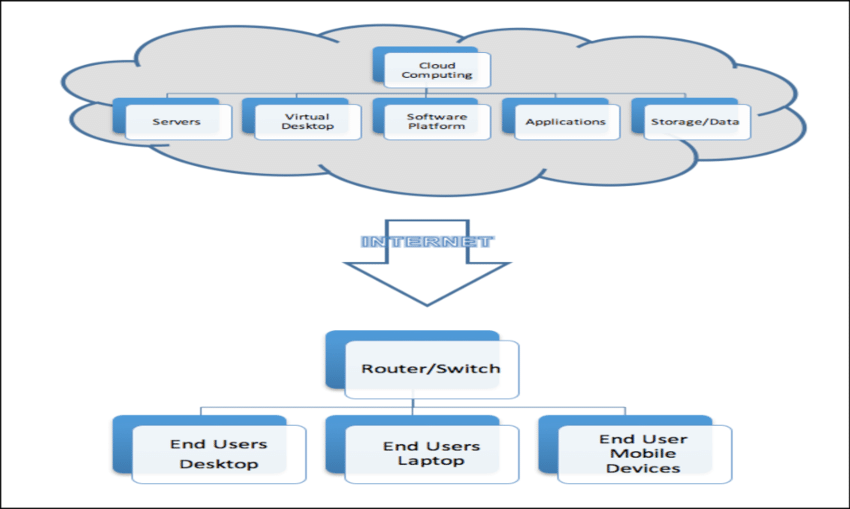 Cloud
Computing
Servers
Virtual
Desktop
Software
Platform
Applications
Storage/Data
INTERNET
Router/Switch
End Users
Desktop
End Users
Laptop
End User
Mobile
Devices